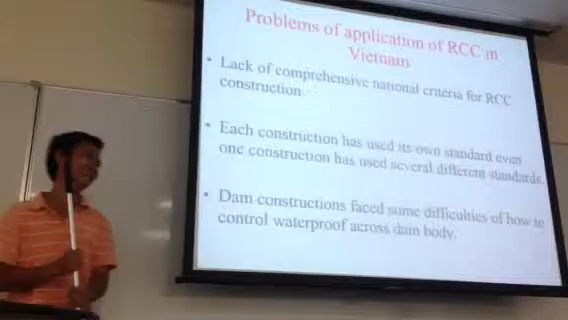 Problems of application of RCC in
Vietnam
• Lack of comprehensive national criteria for RCC
construction.
• Each construction has used its own standard even
one construction has used several different standards.
• Dam constructions faced some difficulties of how to
control waterproof across dam body.